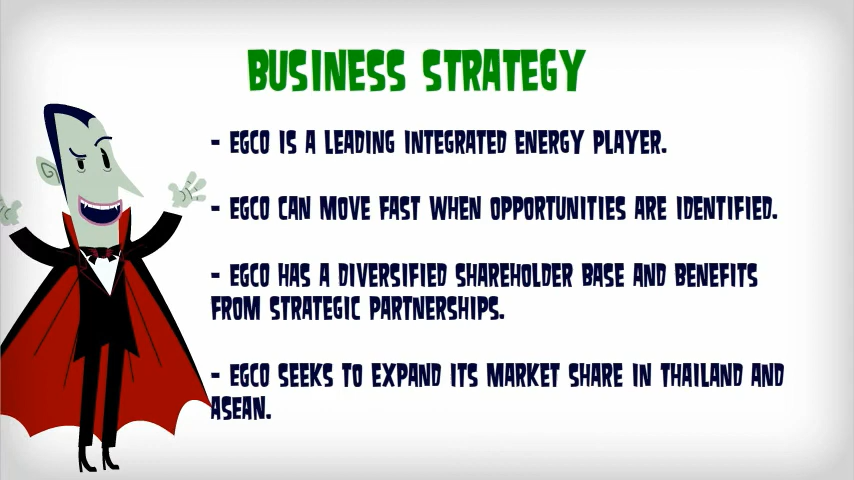 BUSINESS STRATEGY
- EGCO IS A LEADING INTEGRATED ENERGY PLAYER.
- EGCO CAN MOVE FAST WHEN OPPORTUNITIES ARE IDENTIFIED.
- EGCO HAS A DIVERSIFIED SHAREHOLDER BASE AND BENEFITS
FROM STRATEGIC PARTNERSHIPS.
- EGCO SEEKS TO EXPAND ITS MARKET SHARE IN THAILAND AND
ASEAN.